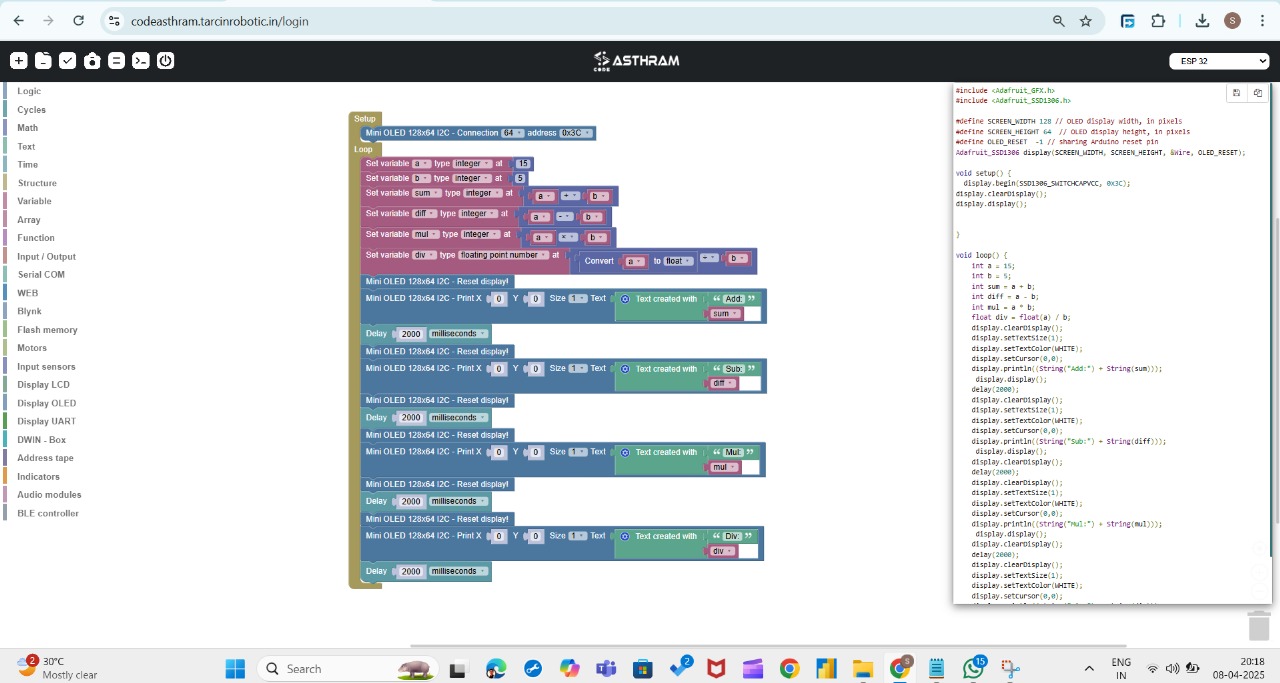 codeasthram.tarcinrobotic.in/login
S
CODE
ASTHRAM
ESP 32
Logic
Cycles
Math
Text
Time
Structure
Variable
Array
Function
Input / Output
Serial COM
WEB
Blynk
Flash memory
Motors
Input sensors
Display LCD
Display OLED
Display UART
DWIN - Box
Address tape
Indicators
Audio modules
BLE controller
Setup
Mini OLED 128x64 I2C - Connection 64 address 0x3C
Loop
Set variable a type integer at 15
Set variable b type integer at 5
Set variable sum type integer at a + b
Set variable diff type integer at a - b
Set variable mul type integer at a × b
Set variable div type floating point number at Convert a to float ÷ b
Mini OLED 128x64 I2C - Reset display!
Mini OLED 128x64 I2C - Print X 0 Y 0 Size 1 Text Text created with “ Add: ”
sum
Delay 2000 milliseconds
Mini OLED 128x64 I2C - Reset display!
Mini OLED 128x64 I2C - Print X 0 Y 0 Size 1 Text Text created with “ Sub: ”
diff
Mini OLED 128x64 I2C - Reset display!
Delay 2000 milliseconds
Mini OLED 128x64 I2C - Reset display!
Mini OLED 128x64 I2C - Print X 0 Y 0 Size 1 Text Text created with “ Mul: ”
mul
Mini OLED 128x64 I2C - Reset display!
Delay 2000 milliseconds
Mini OLED 128x64 I2C - Reset display!
Mini OLED 128x64 I2C - Print X 0 Y 0 Size 1 Text Text created with “ Div: ”
div
Delay 2000 milliseconds
#include <Adafruit_GFX.h>
#include <Adafruit_SSD1306.h>
#define SCREEN_WIDTH 128 // OLED display width, in pixels
#define SCREEN_HEIGHT 64 // OLED display height, in pixels
#define OLED_RESET -1 // sharing Arduino reset pin
Adafruit_SSD1306 display(SCREEN_WIDTH, SCREEN_HEIGHT, &Wire, OLED_RESET);
void setup() {
display.begin(SSD1306_SWITCHCAPVCC, 0x3C);
display.clearDisplay();
display.display();
}
void loop() {
int a = 15;
int b = 5;
int sum = a + b;
int diff = a - b;
int mul = a * b;
float div = float(a) / b;
display.clearDisplay();
display.setTextSize(1);
display.setTextColor(WHITE);
display.setCursor(0,0);
display.println((String("Add:") + String(sum)));
display.display();
delay(2000);
display.clearDisplay();
display.setTextSize(1);
display.setTextColor(WHITE);
display.setCursor(0,0);
display.println((String("Sub:") + String(diff)));
display.display();
display.clearDisplay();
delay(2000);
display.clearDisplay();
display.setTextSize(1);
display.setTextColor(WHITE);
display.setCursor(0,0);
display.println((String("Mul:") + String(mul)));
display.display();
display.clearDisplay();
delay(2000);
display.clearDisplay();
display.setTextSize(1);
display.setTextColor(WHITE);
display.setCursor(0,0);
2
30°C
Mostly clear
Search
2
S
15
ENG
IN
20:18
08-04-2025